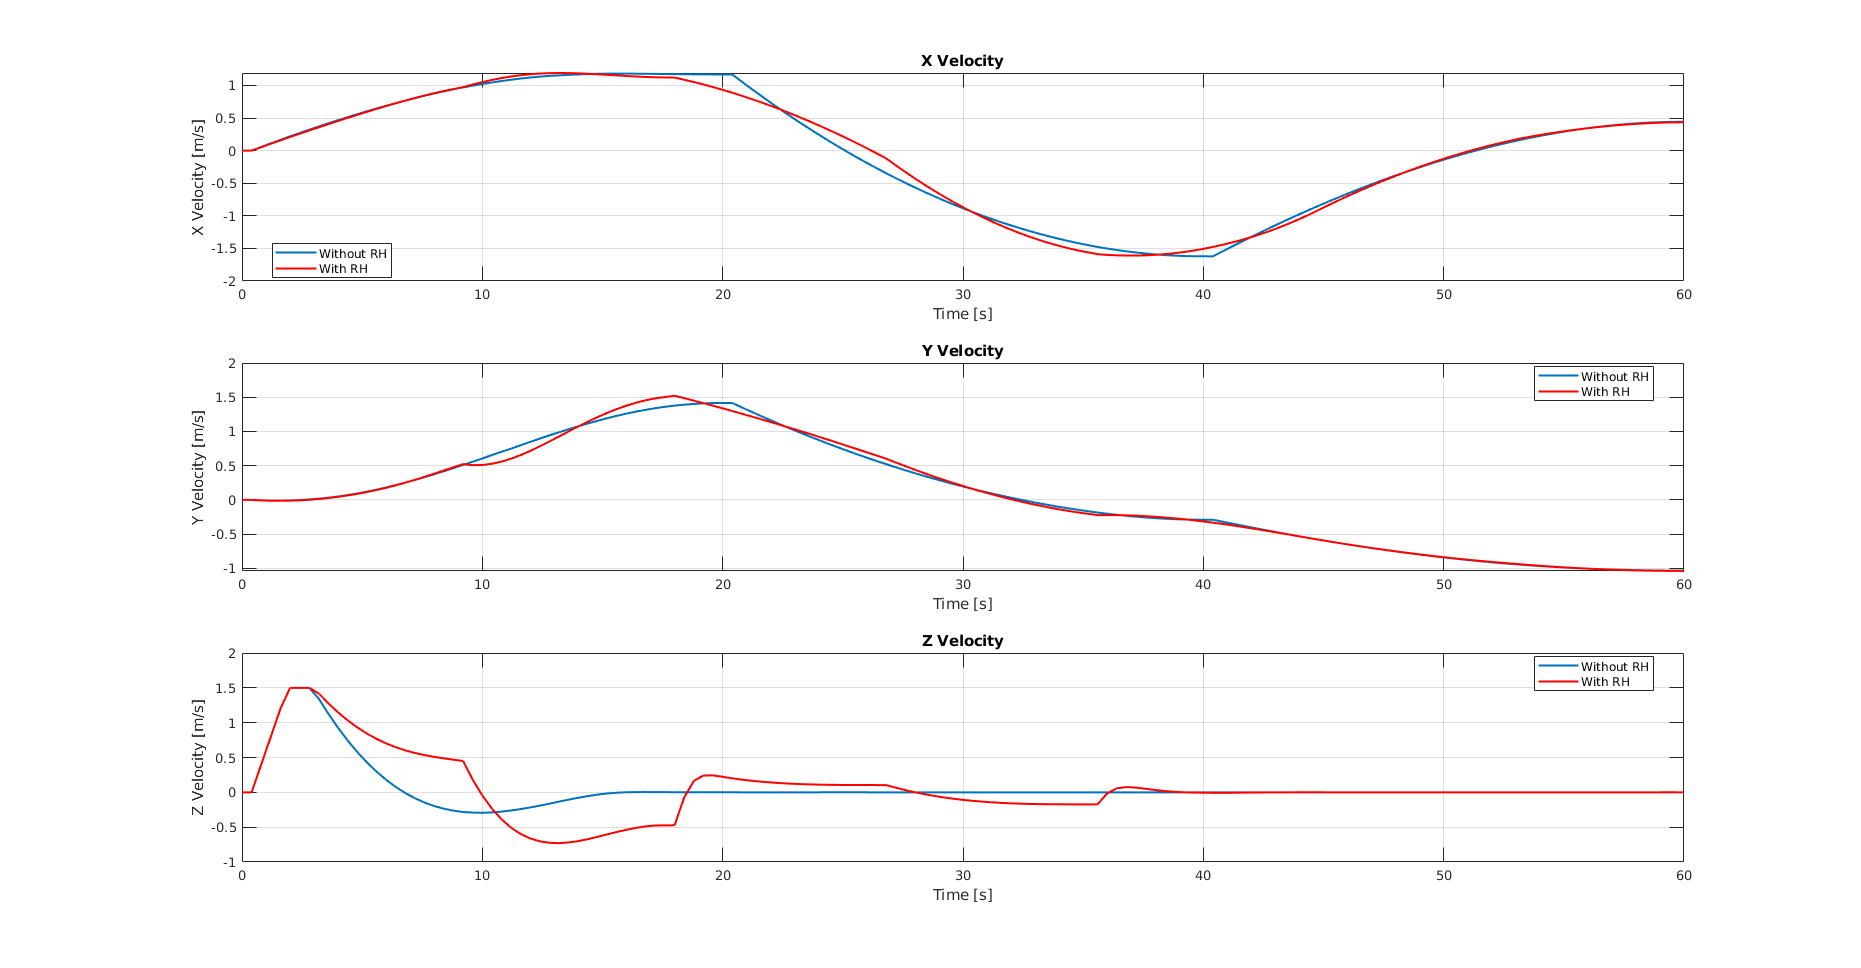 X Velocity
X Velocity [m/s]
1
0.5
0
-0.5
-1
-1.5
-2
Without RH
With RH
0 10 20 30 40 50 60
Time [s]
Y Velocity
Y Velocity [m/s]
2
1.5
1
0.5
0
-0.5
-1
Without RH
With RH
0 10 20 30 40 50 60
Time [s]
Z Velocity
Z Velocity [m/s]
2
1.5
1
0.5
0
-0.5
-1
Without RH
With RH
0 10 20 30 40 50 60
Time [s]